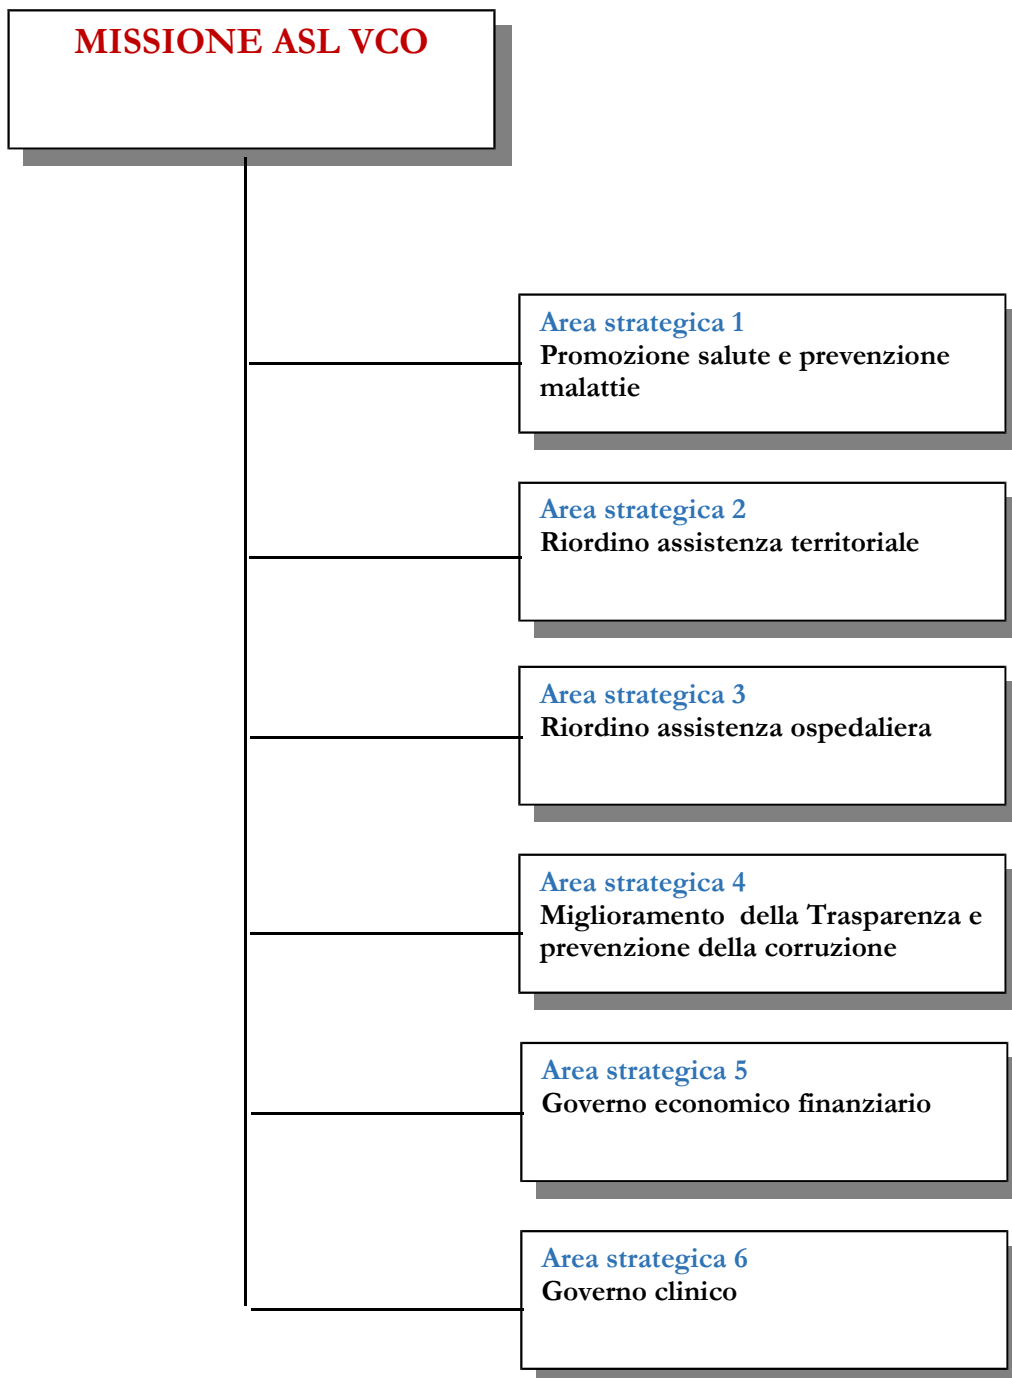 MISSIONE ASL VCO
Area strategica 1
Promozione salute e prevenzione
malattie
Area strategica 2
Riordino assistenza territoriale
Area strategica 3
Riordino assistenza ospedaliera
Area strategica 4
Miglioramento  della Trasparenza e
prevenzione della corruzione
Area strategica 5
Governo economico finanziario
Area strategica 6
Governo clinico